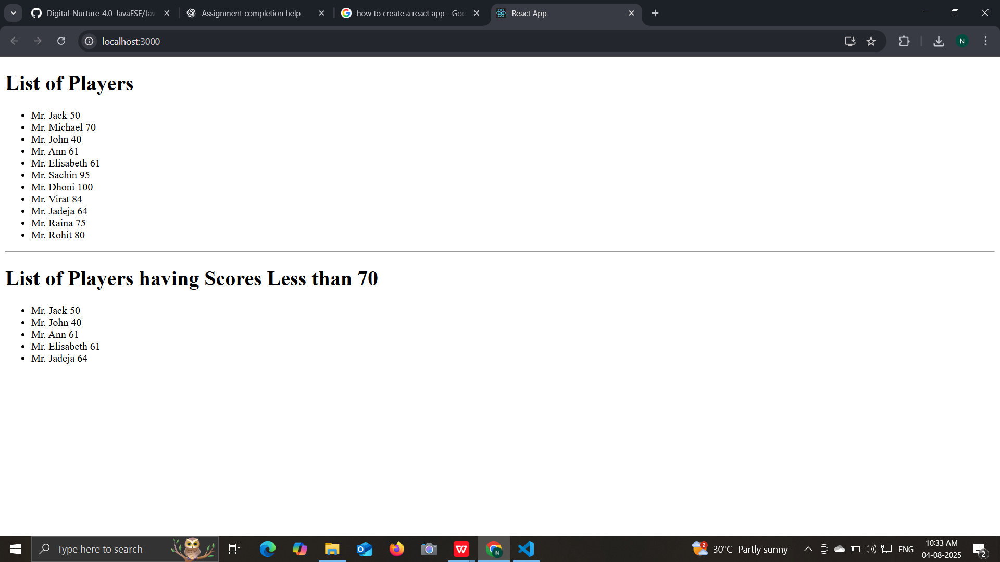 Digital-Nurture-4.0-JavaFSE/Jav
Assignment completion help
how to create a react app - Goo
React App
localhost:3000
N
List of Players
• Mr. Jack 50
• Mr. Michael 70
• Mr. John 40
• Mr. Ann 61
• Mr. Elisabeth 61
• Mr. Sachin 95
• Mr. Dhoni 100
• Mr. Virat 84
• Mr. Jadeja 64
• Mr. Raina 75
• Mr. Rohit 80
List of Players having Scores Less than 70
• Mr. Jack 50
• Mr. John 40
• Mr. Ann 61
• Mr. Elisabeth 61
• Mr. Jadeja 64
Type here to search
2
30°C Partly sunny
ENG
10:33 AM
04-08-2025
2